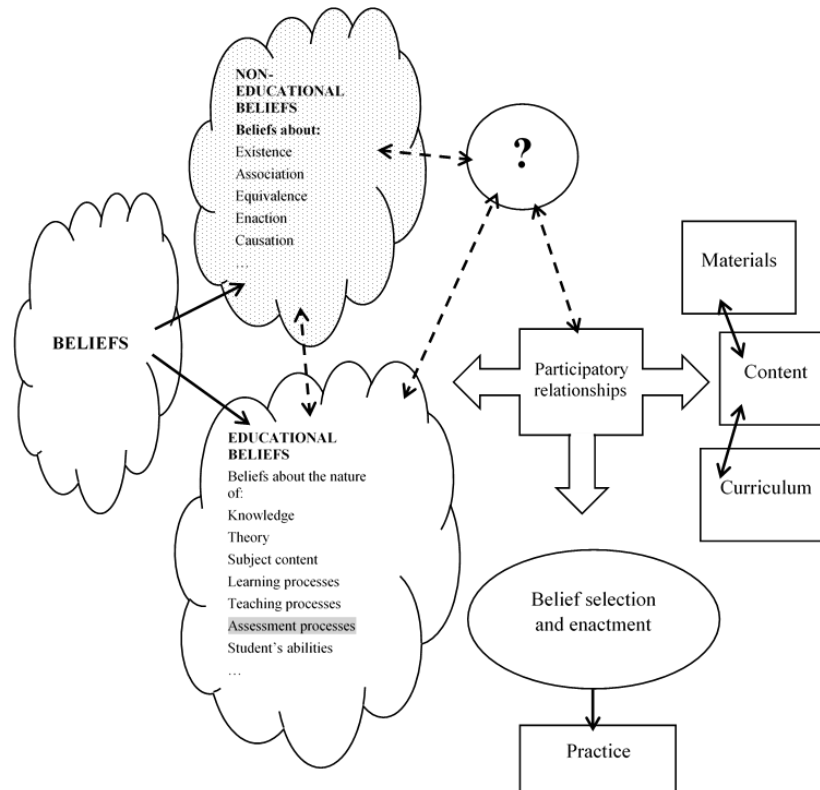 NON-
EDUCATIONAL
BELIEFS
Beliefs about:
Existence
Association
Equivalence
Enaction
Causation
…
?
BELIEFS
Materials
Participatory
relationships
Content
Curriculum
EDUCATIONAL
BELIEFS
Beliefs about the nature
of:
Knowledge
Theory
Subject content
Learning processes
Teaching processes
Assessment processes
Student’s abilities
…
Belief selection
and enactment
Practice